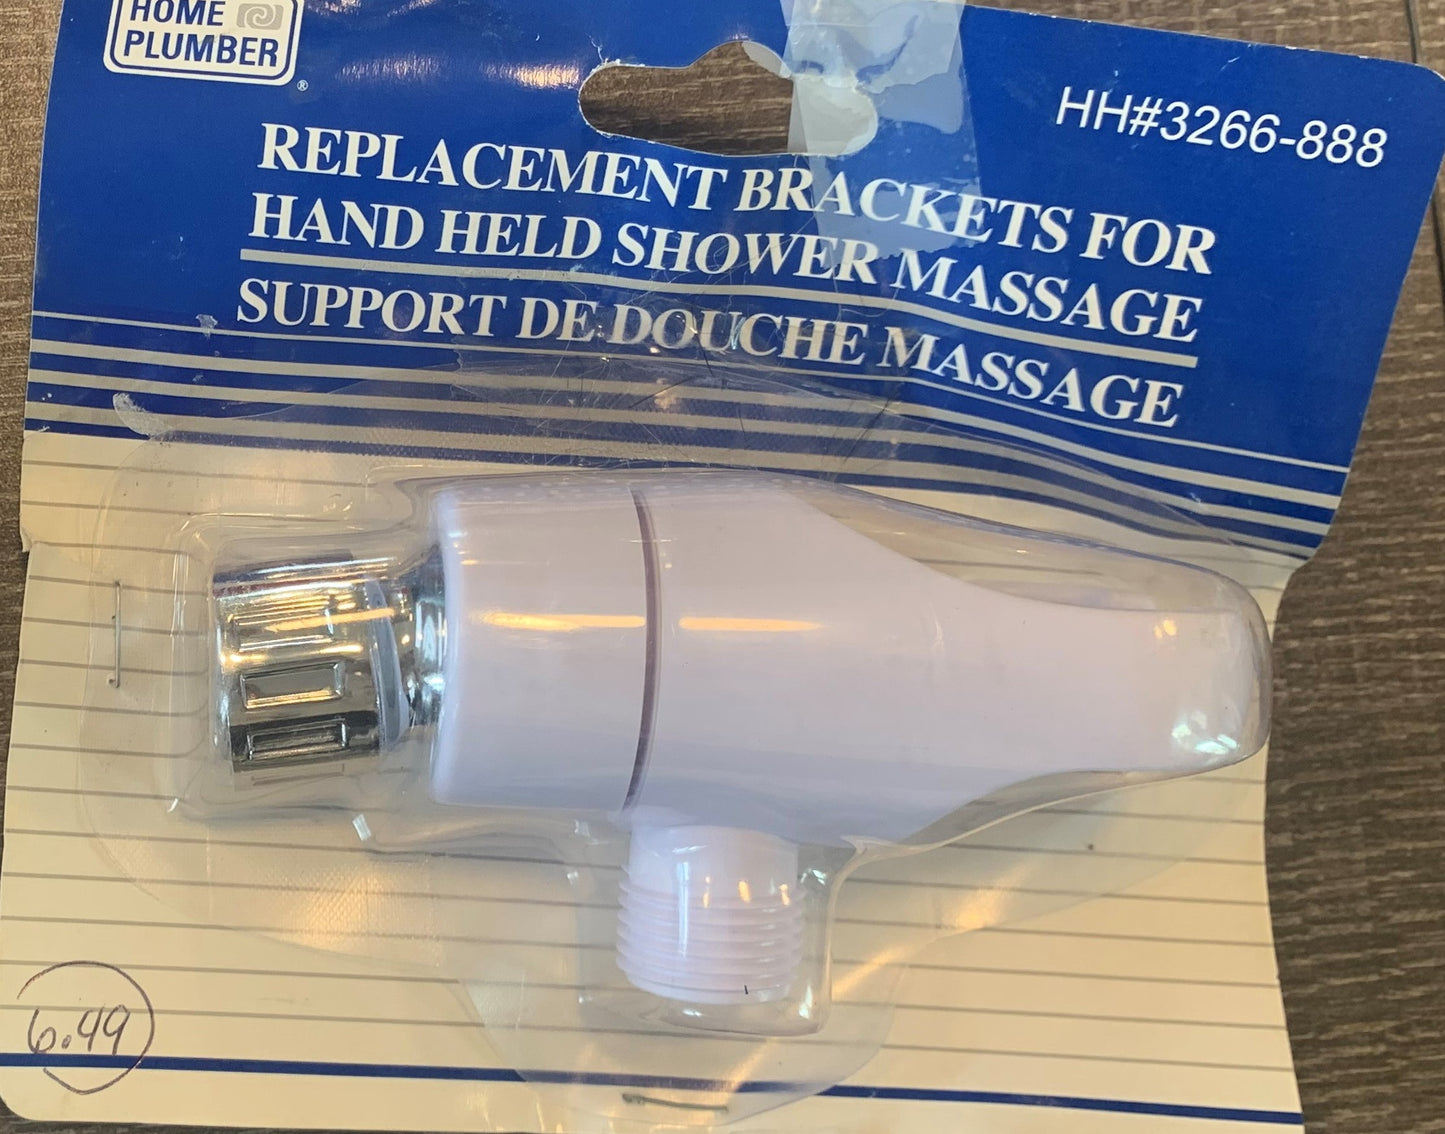 HOME
PLUMBER
®
HH#3266-888
REPLACEMENT BRACKETS FOR
HAND HELD SHOWER MASSAGE
SUPPORT DE DOUCHE MASSAGE
6.49